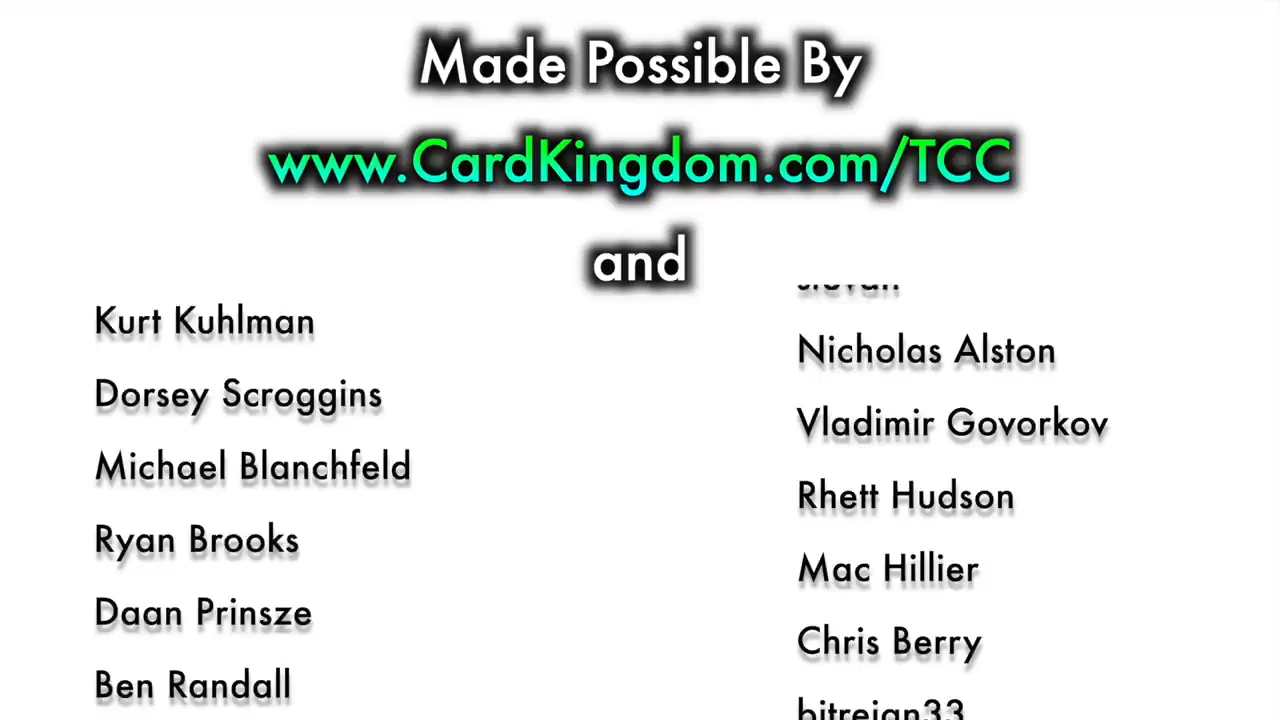 Made Possible By
www.CardKingdom.com/TCC
and
Kurt Kuhlman
Dorsey Scroggins
Michael Blanchfeld
Ryan Brooks
Daan Prinsze
Ben Randall
Nicholas Alston
Vladimir Govorkov
Rhett Hudson
Mac Hillier
Chris Berry
bitreign33